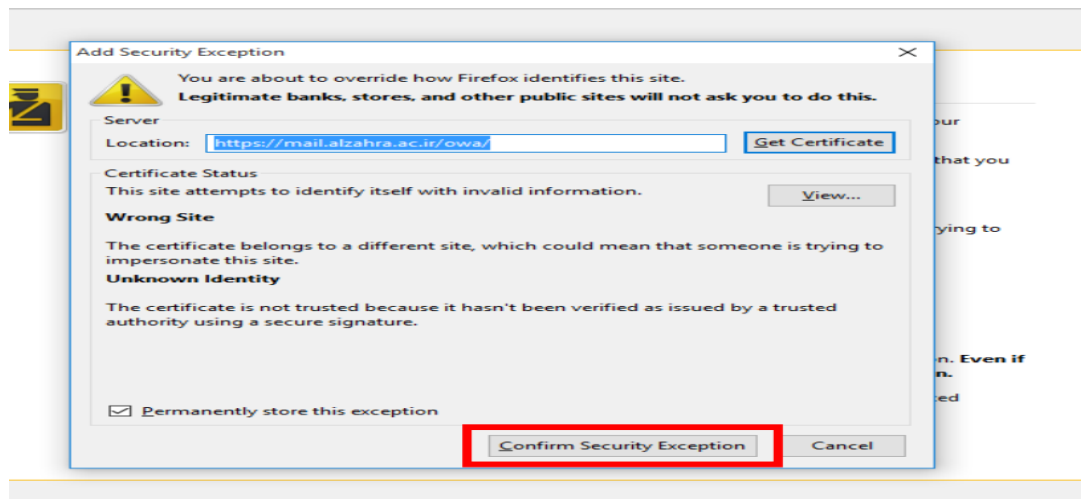 Add Security Exception
You are about to override how Firefox identifies this site.
Legitimate banks, stores, and other public sites will not ask you to do this.
Server
Location: https://mail.alzahra.ac.ir/owa/ Get Certificate
our
that you
Certificate Status
This site attempts to identify itself with invalid information.
View...
Wrong Site
ying to
The certificate belongs to a different site, which could mean that someone is trying to
impersonate this site.
Unknown Identity
The certificate is not trusted because it hasn't been verified as issued by a trusted
authority using a secure signature.
n. Even if
n.
ed
Permanently store this exception
Confirm Security Exception Cancel